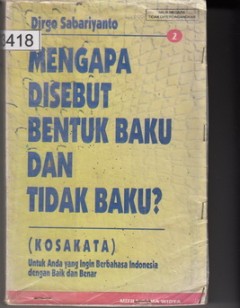 Dirgo Sabariyanto
418
2
MENGAPA
DISEBUT
BENTUK BAKU
DAN
TIDAK BAKU?
(KOSAKATA)
Untuk Anda yang Ingin Berbahasa Indonesia
dengan Baik dan Benar